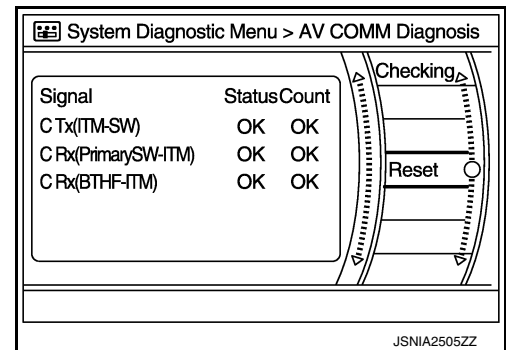 System Diagnostic Menu > AV COMM Diagnosis
Checking
Signal Status Count
C Tx(ITM-SW) OK OK
C Rx(PrimarySW-ITM) OK OK
C Rx(BTHF-ITM) OK OK
Reset
JSNIA2505ZZ